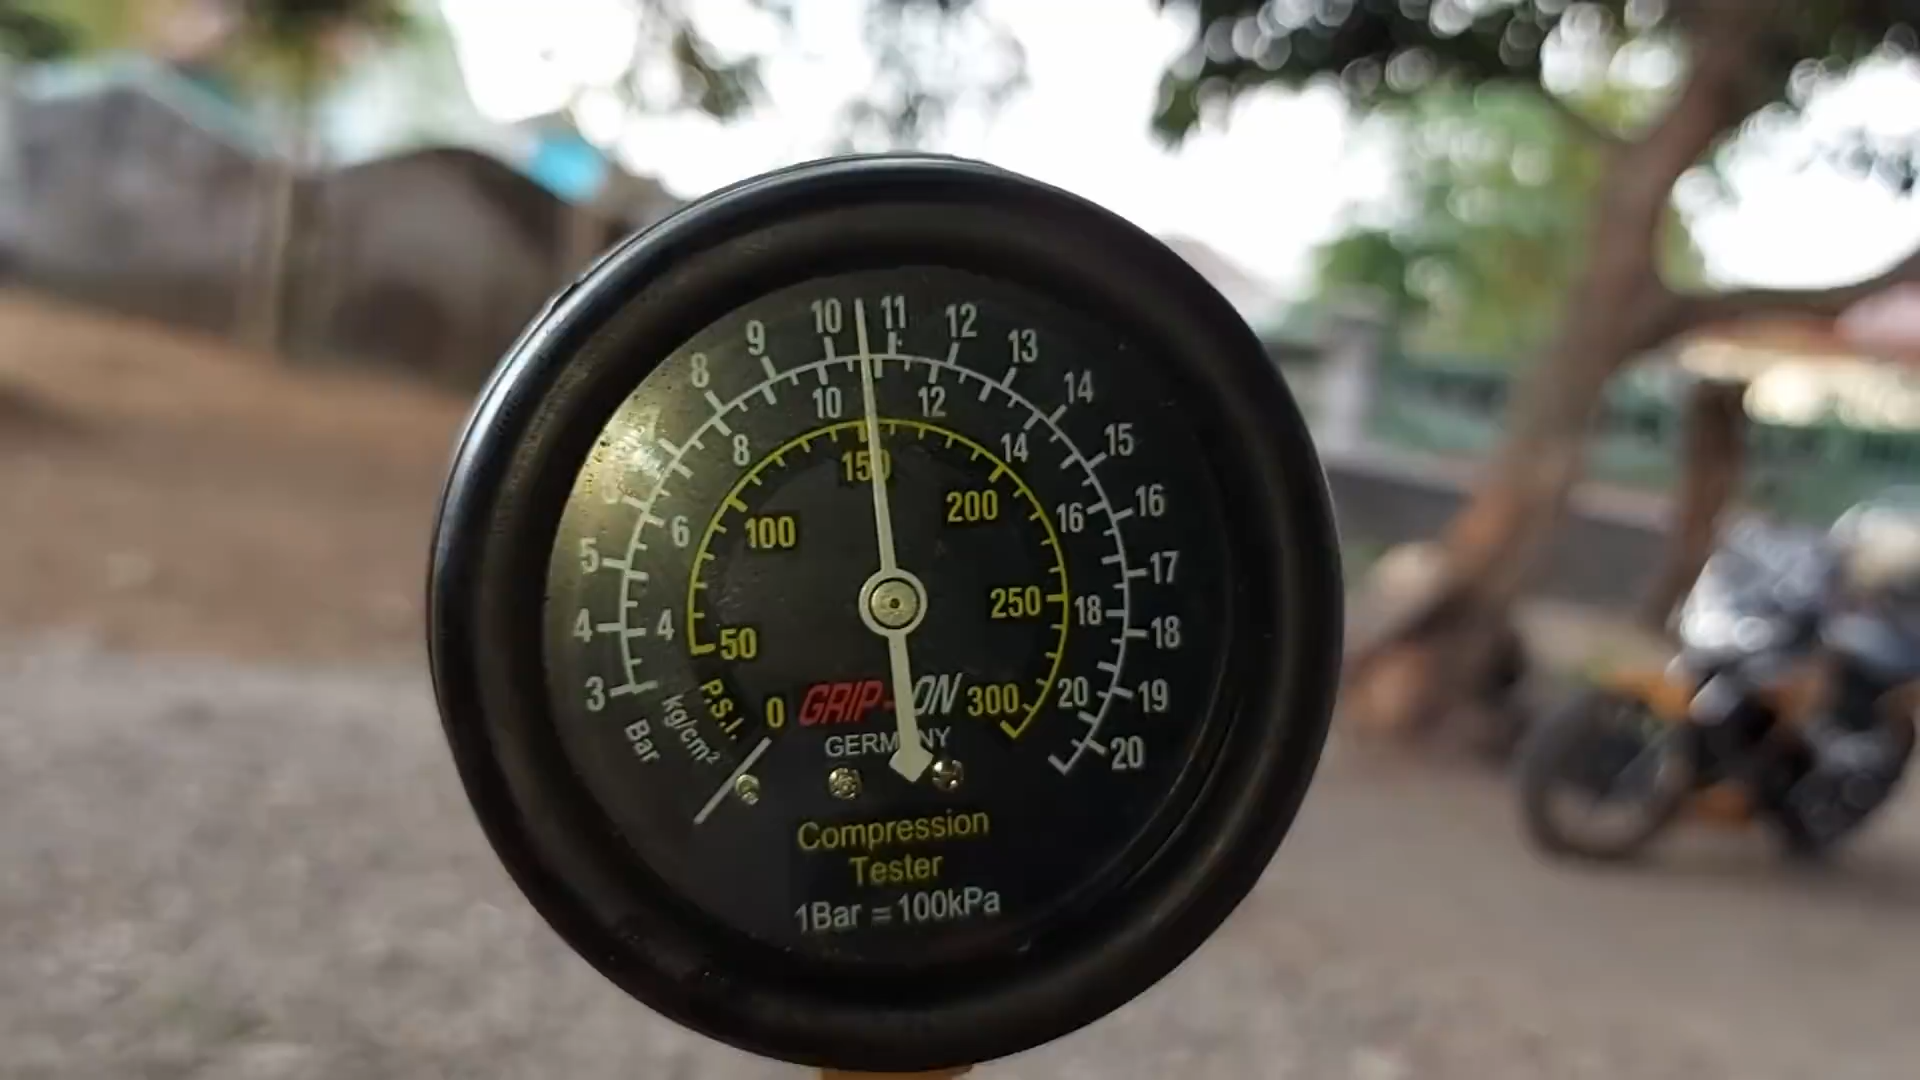 3 4 5 8 9 10 11 12 13 14 15 16 17 18 19 20
Bar
4 6 8 10 12 14 16 18 20
kg/cm²
50 100 150 200 250 300
P.S.I.
0
GRIP-ON
GERMANY
Compression
Tester
1Bar = 100kPa